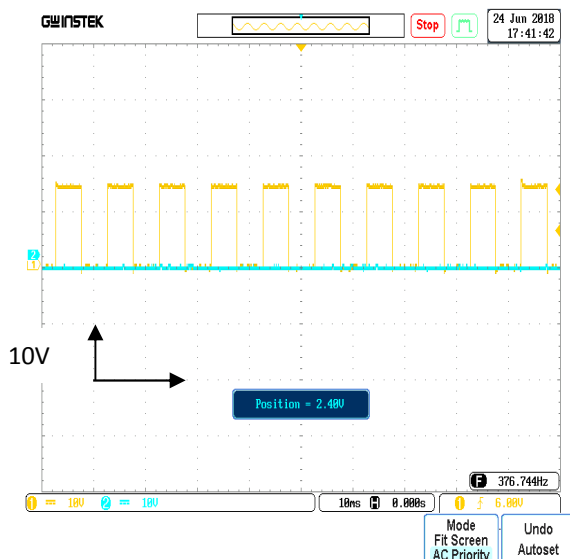 GWINSTEK
Stop
24 Jun 2018
17:41:42
2
1
10V
Position = 2.40V
F 376.744Hz
1 10V 2 10V
10ms H 0.000s
1 6.00V
Mode
Fit Screen
AC Priority
Undo
Autoset